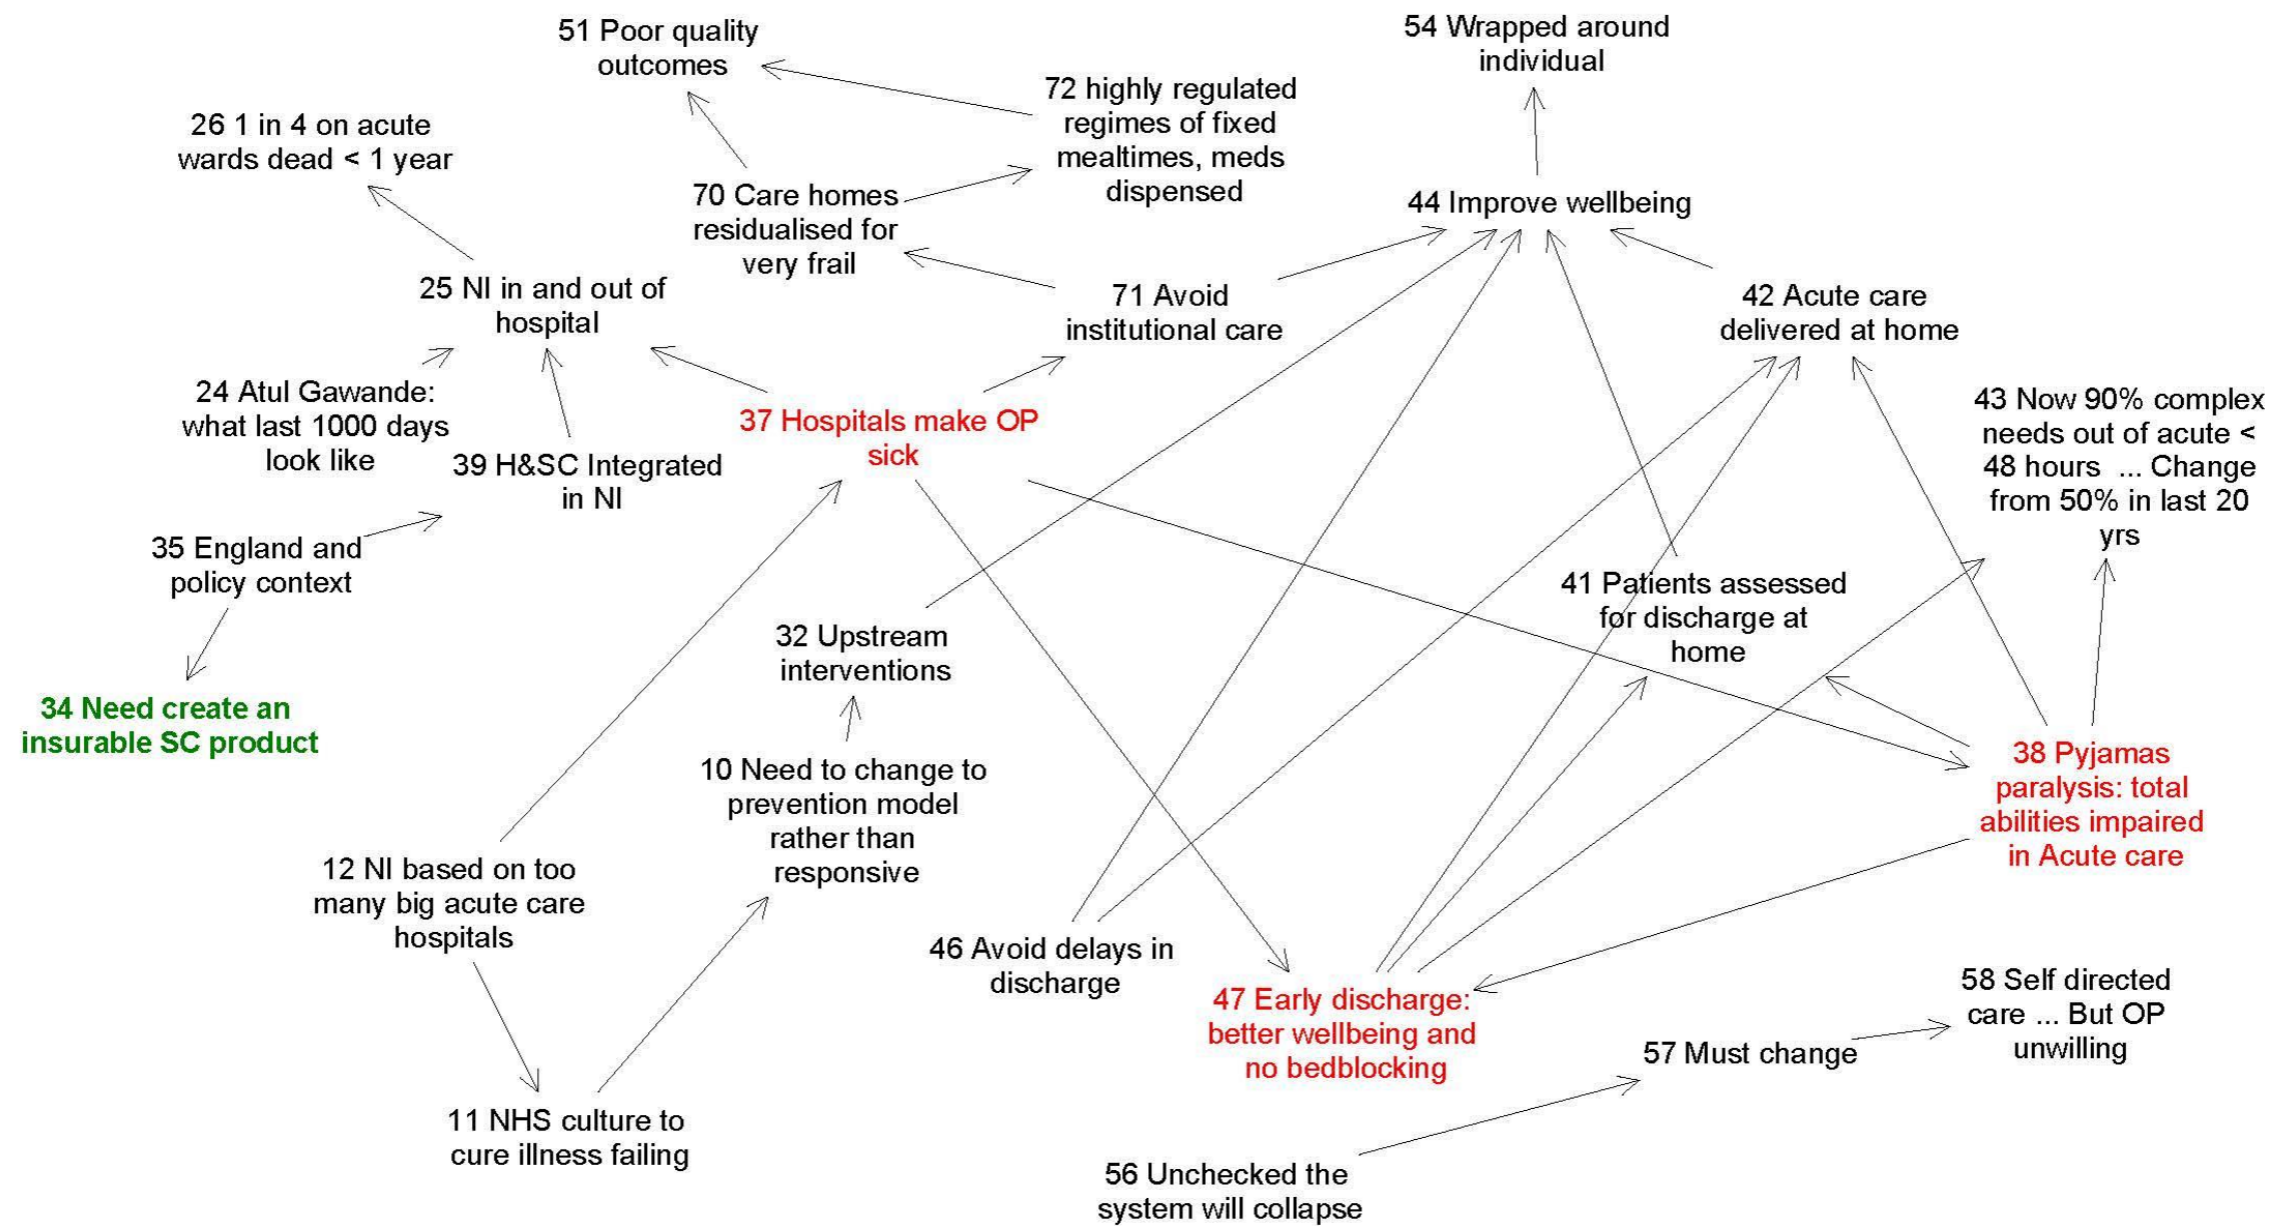 51 Poor quality
outcomes
54 Wrapped around
individual
72 highly regulated
regimes of fixed
mealtimes, meds
dispensed
26 1 in 4 on acute
wards dead < 1 year
70 Care homes
residualised for
very frail
44 Improve wellbeing
25 NI in and out of
hospital
71 Avoid
institutional care
42 Acute care
delivered at home
24 Atul Gawande:
what last 1000 days
look like
43 Now 90% complex
needs out of acute <
48 hours ... Change
from 50% in last 20
yrs
37 Hospitals make OP
sick
39 H&SC Integrated
in NI
35 England and
policy context
41 Patients assessed
for discharge at
home
32 Upstream
interventions
34 Need create an
insurable SC product
38 Pyjamas
paralysis: total
abilities impaired
in Acute care
10 Need to change to
prevention model
rather than
responsive
12 NI based on too
many big acute care
hospitals
46 Avoid delays in
discharge
47 Early discharge:
better wellbeing and
no bedblocking
58 Self directed
care ... But OP
unwilling
57 Must change
11 NHS culture to
cure illness failing
56 Unchecked the
system will collapse